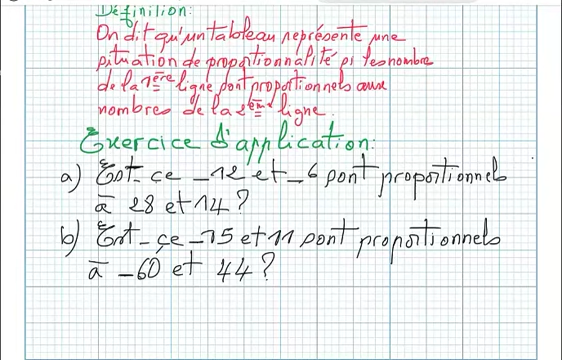 Définition:
On dit qu'un tableau représente une
situation de proportionnalité si les nombre
de la 1ère ligne sont proportionnels aux
nombres de la 2ème ligne.
Exercice d'application:
a) Est-ce -12 et -6 sont proportionnels
à 28 et 14?
b) Est-ce -15 et 11 sont proportionnels
à -60 et 44?